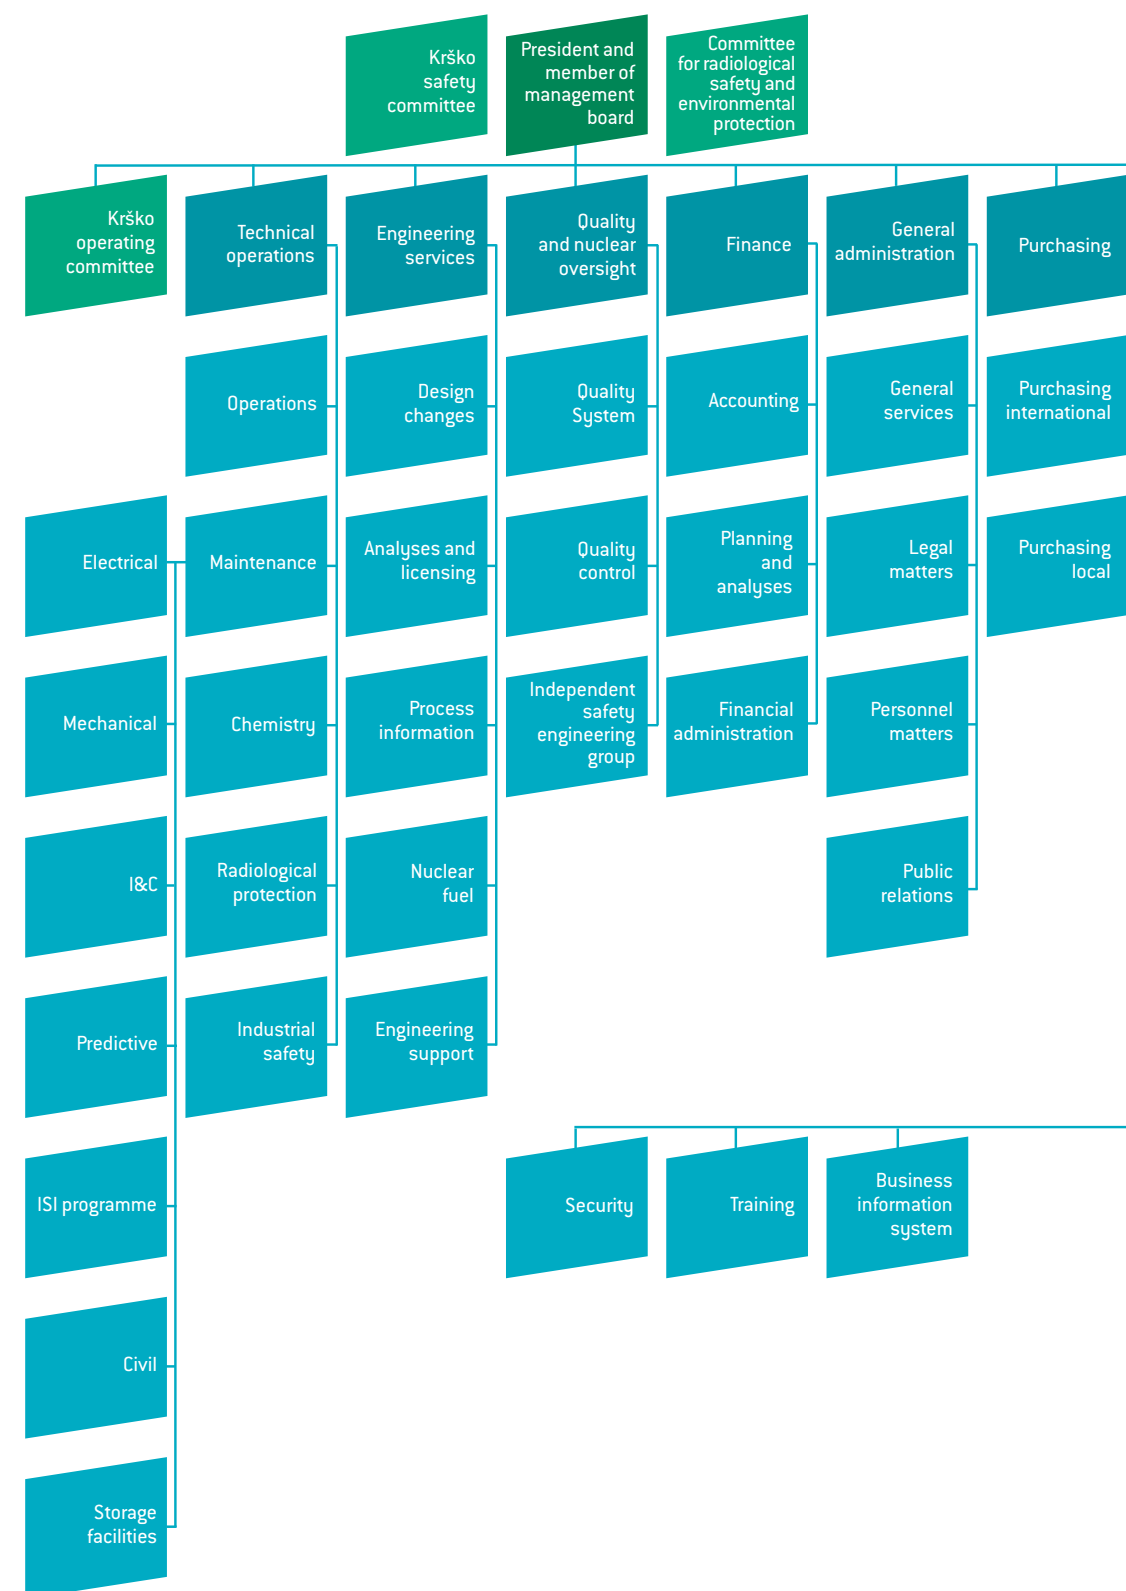 Krško
safety
committee
President and
member of
management
board
Committee
for radiological
safety and
environmental
protection
Krško
operating
committee
Technical
operations
Engineering
services
Quality
and nuclear
oversight
Finance
General
administration
Purchasing
Operations
Design
changes
Quality
System
Accounting
General
services
Purchasing
international
Electrical
Maintenance
Analyses and
licensing
Quality
control
Planning
and
analyses
Legal
matters
Purchasing
local
Mechanical
Chemistry
Process
information
Independent
safety
engineering
group
Financial
administration
Personnel
matters
I&C
Radiological
protection
Nuclear
fuel
Public
relations
Predictive
Industrial
safety
Engineering
support
ISI programme
Security
Training
Business
information
system
Civil
Storage
facilities